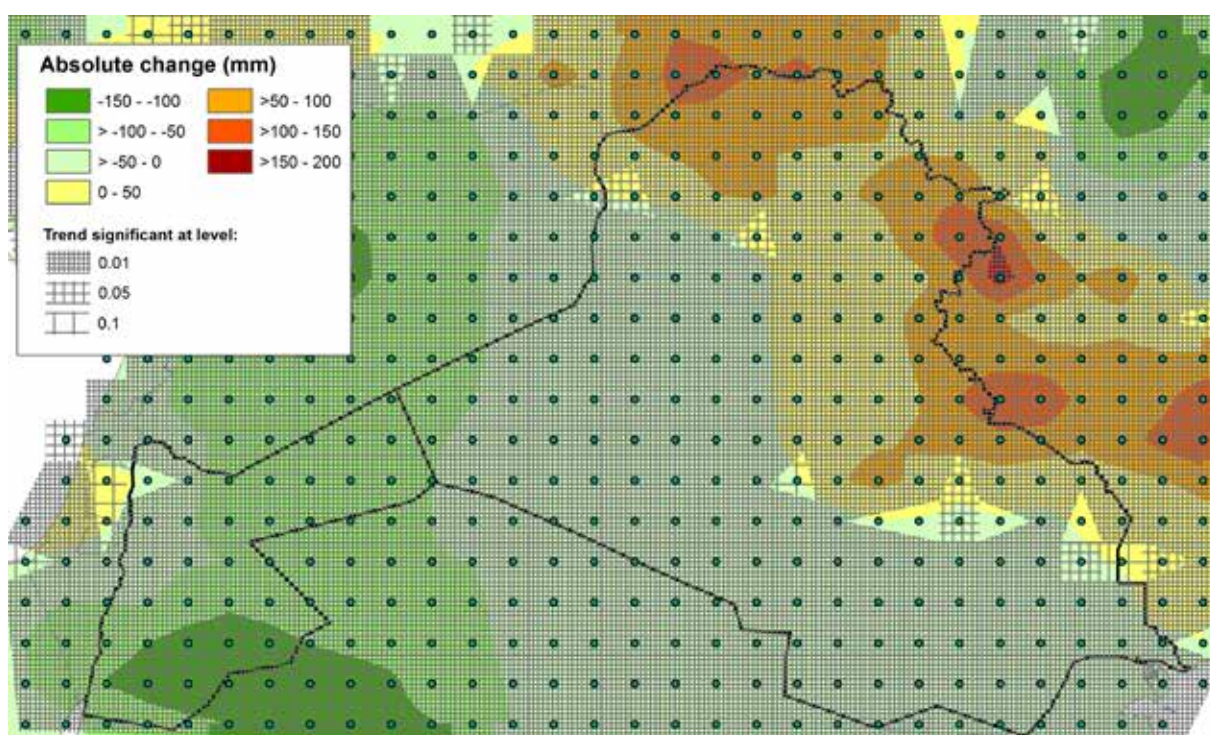 Absolute change (mm)
-150 - -100
>50 - 100
> -100 - -50
>100 - 150
> -50 - 0
>150 - 200
0 - 50
Trend significant at level:
0.01
0.05
0.1